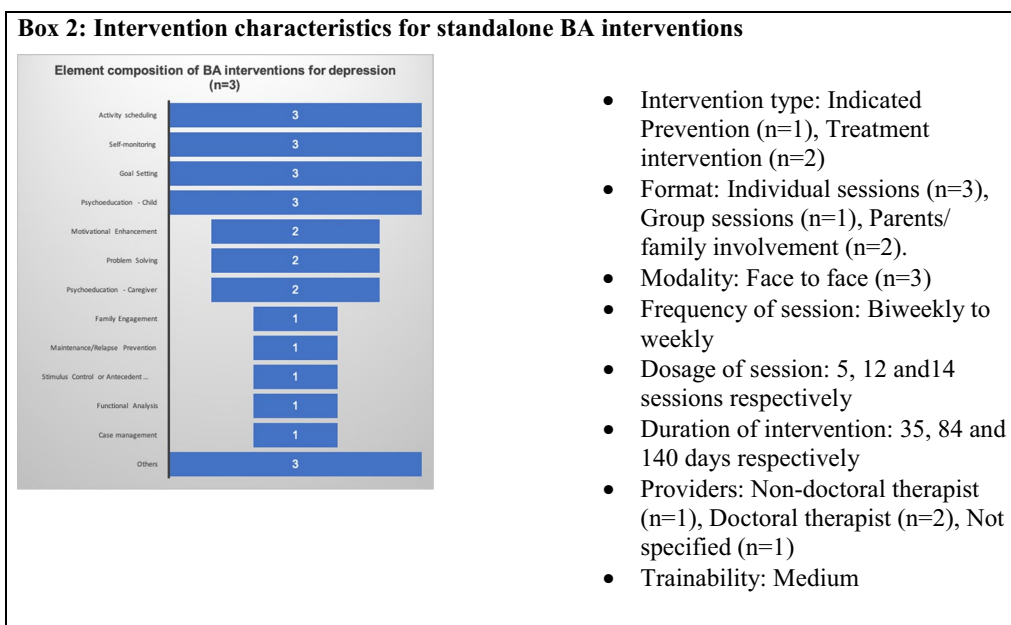 Box 2: Intervention characteristics for standalone BA interventions
Element composition of BA interventions for depression
(n=3)
Activity scheduling 3
Self-monitoring 3
Goal Setting 3
Psychoeducation - Child 3
Motivational Enhancement 2
Problem Solving 2
Psychoeducation - Caregiver 2
Family Engagement 1
Maintenance/Relapse Prevention 1
Stimulus Control or Antecedent ... 1
Functional Analysis 1
Case management 1
Others 3
• Intervention type: Indicated
Prevention (n=1), Treatment
intervention (n=2)
• Format: Individual sessions (n=3),
Group sessions (n=1), Parents/
family involvement (n=2).
• Modality: Face to face (n=3)
• Frequency of session: Biweekly to
weekly
• Dosage of session: 5, 12 and14
sessions respectively
• Duration of intervention: 35, 84 and
140 days respectively
• Providers: Non-doctoral therapist
(n=1), Doctoral therapist (n=2), Not
specified (n=1)
• Trainability: Medium